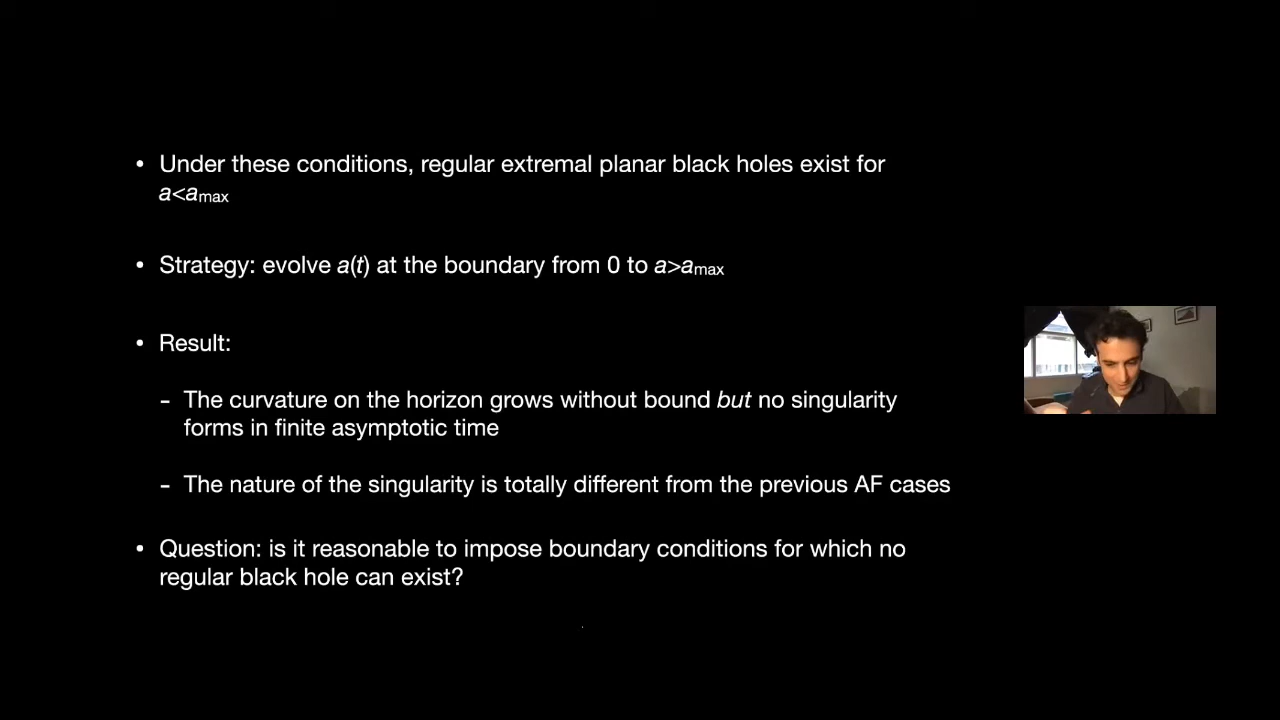 • Under these conditions, regular extremal planar black holes exist for
a<amax
• Strategy: evolve a(t) at the boundary from 0 to a>amax
• Result:
- The curvature on the horizon grows without bound but no singularity
forms in finite asymptotic time
- The nature of the singularity is totally different from the previous AF cases
• Question: is it reasonable to impose boundary conditions for which no
regular black hole can exist?